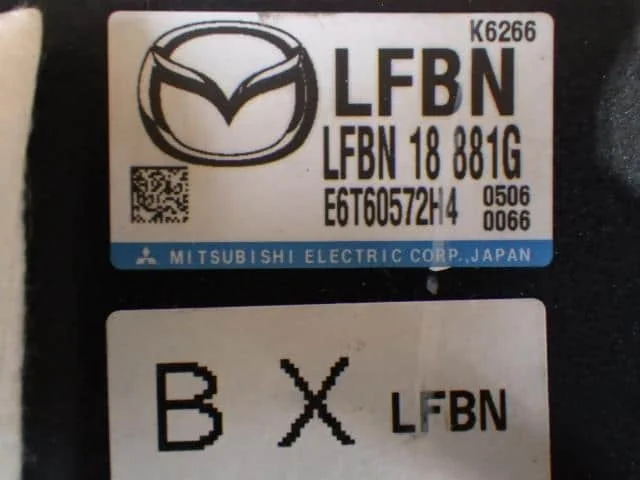 K6266
LFBN
LFBN 18 881G
E6T60572H4 0506
0066
MITSUBISHI ELECTRIC CORP.,JAPAN
B X LFBN